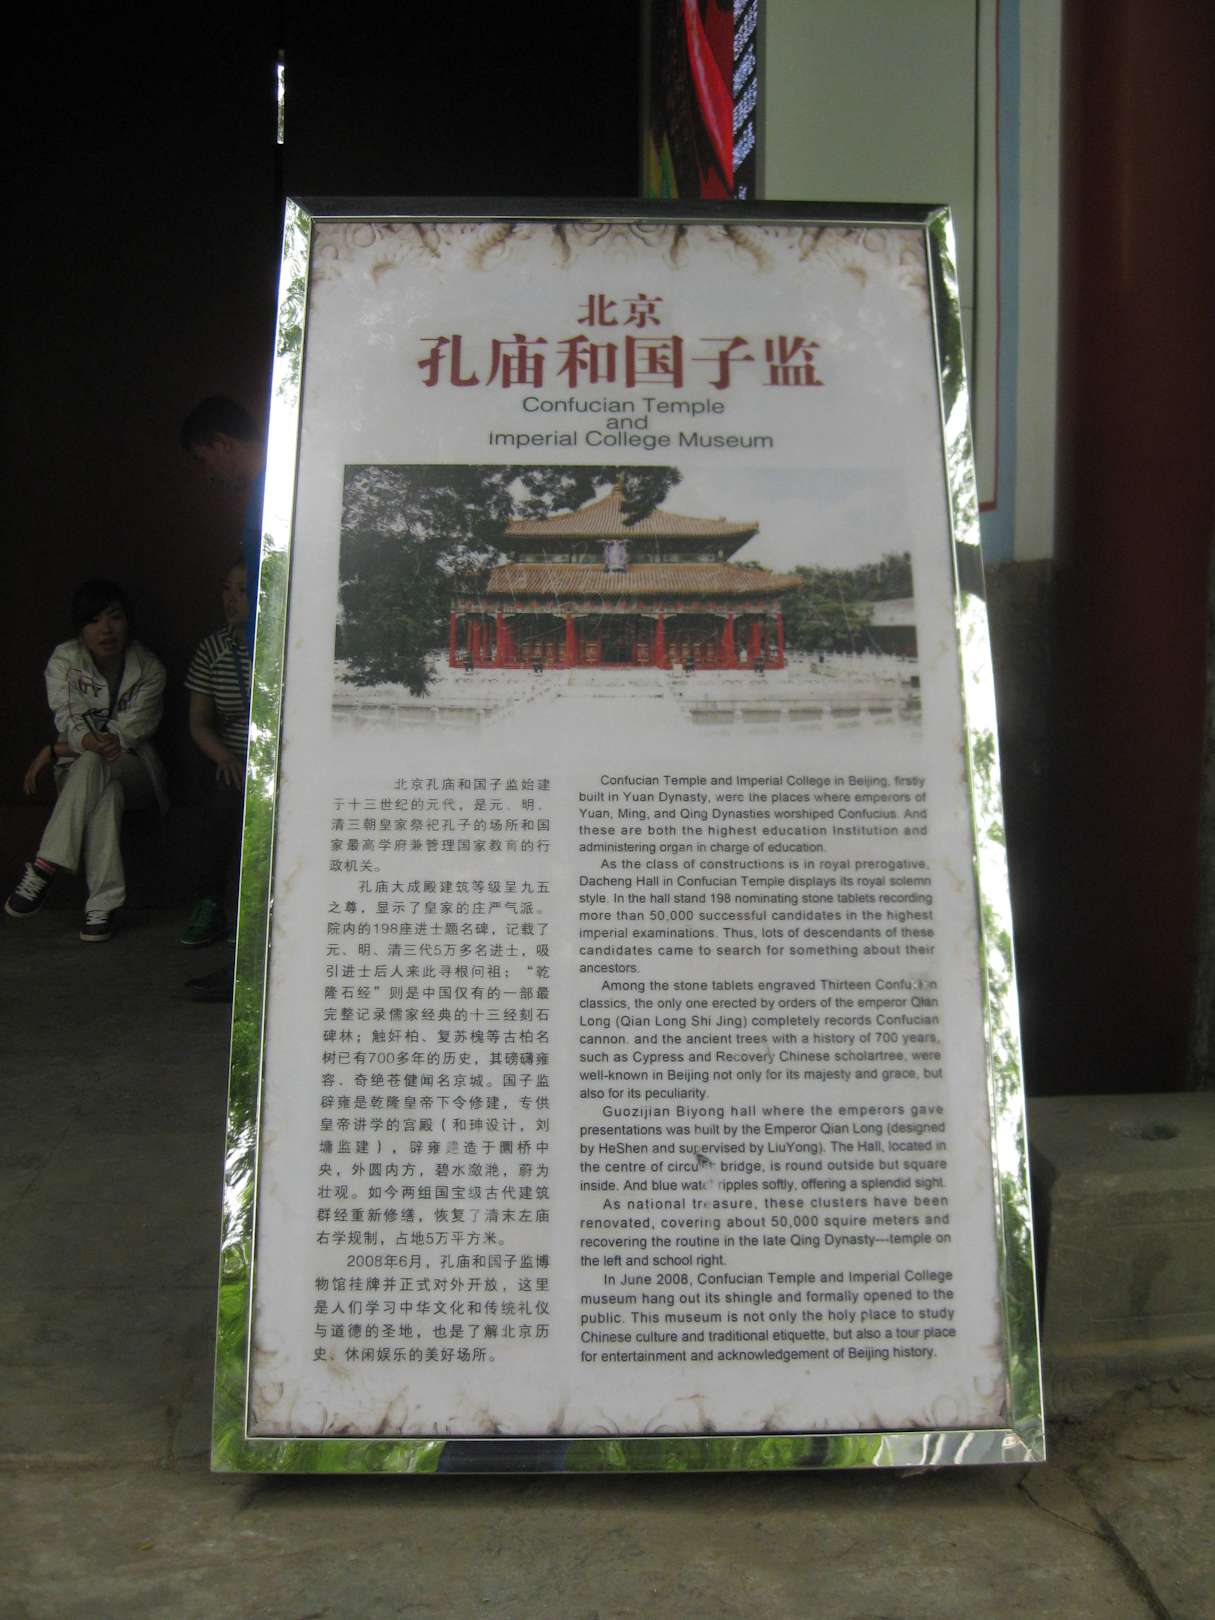 北京
孔庙和国子监
Confucian Temple
and
Imperial College Museum
北京孔庙和国子监始建
于十三世纪的元代，是元、明、
清三朝皇家祭祀孔子的场所和国
家最高学府兼管理国家教育的行
政机关。
孔庙大成殿建筑等级呈九五
之尊，显示了皇家的庄严气派。
院内的198座进士题名碑，记载了
元、明、清三代5万多名进士，吸
引进士后人来此寻根问祖；“乾
隆石经”则是中国仅有的一部最
完整记录儒家经典的十三经刻石
碑林；触奸柏、复苏槐等古柏名
树已有700多年的历史，其磅礴雍
容、奇绝苍健闻名京城。国子监
辟雍是乾隆皇帝下令修建，专供
皇帝讲学的宫殿（和珅设计，刘
墉监建），辟雍建造于圜桥中
央，外圆内方，碧水潋滟，蔚为
壮观。如今两组国宝级古代建筑
群经重新修缮，恢复了清末左庙
右学规制，占地5万平方米。
2008年6月，孔庙和国子监博
物馆挂牌并正式对外开放，这里
是人们学习中华文化和传统礼仪
与道德的圣地，也是了解北京历
史、休闲娱乐的美好场所。
Confucian Temple and Imperial College in Beijing, firstly
built in Yuan Dynasty, were the places where emperors of
Yuan, Ming, and Qing Dynasties worshiped Confucius. And
these are both the highest education Institution and
administering organ in charge of education.
As the class of constructions is in royal prerogative,
Dacheng Hall in Confucian Temple displays its royal solemn
style. In the hall stand 198 nominating stone tablets recording
more than 50,000 successful candidates in the highest
imperial examinations. Thus, lots of descendants of these
candidates came to search for something about their
ancestors.
Among the stone tablets engraved Thirteen Confucian
classics, the only one erected by orders of the emperor Qian
Long (Qian Long Shi Jing) completely records Confucian
cannon. and the ancient trees with a history of 700 years,
such as Cypress and Recovery Chinese scholartree, were
well-known in Beijing not only for its majesty and grace, but
also for its peculiarity.
Guozijian Biyong hall where the emperors gave
presentations was built by the Emperor Qian Long (designed
by HeShen and supervised by LiuYong). The Hall, located in
the centre of circular bridge, is round outside but square
inside. And blue water ripples softly, offering a splendid sight.
As national treasure, these clusters have been
renovated, covering about 50,000 squire meters and
recovering the routine in the late Qing Dynasty---temple on
the left and school right.
In June 2008, Confucian Temple and Imperial College
museum hang out its shingle and formally opened to the
public. This museum is not only the holy place to study
Chinese culture and traditional etiquette, but also a tour place
for entertainment and acknowledgement of Beijing history.